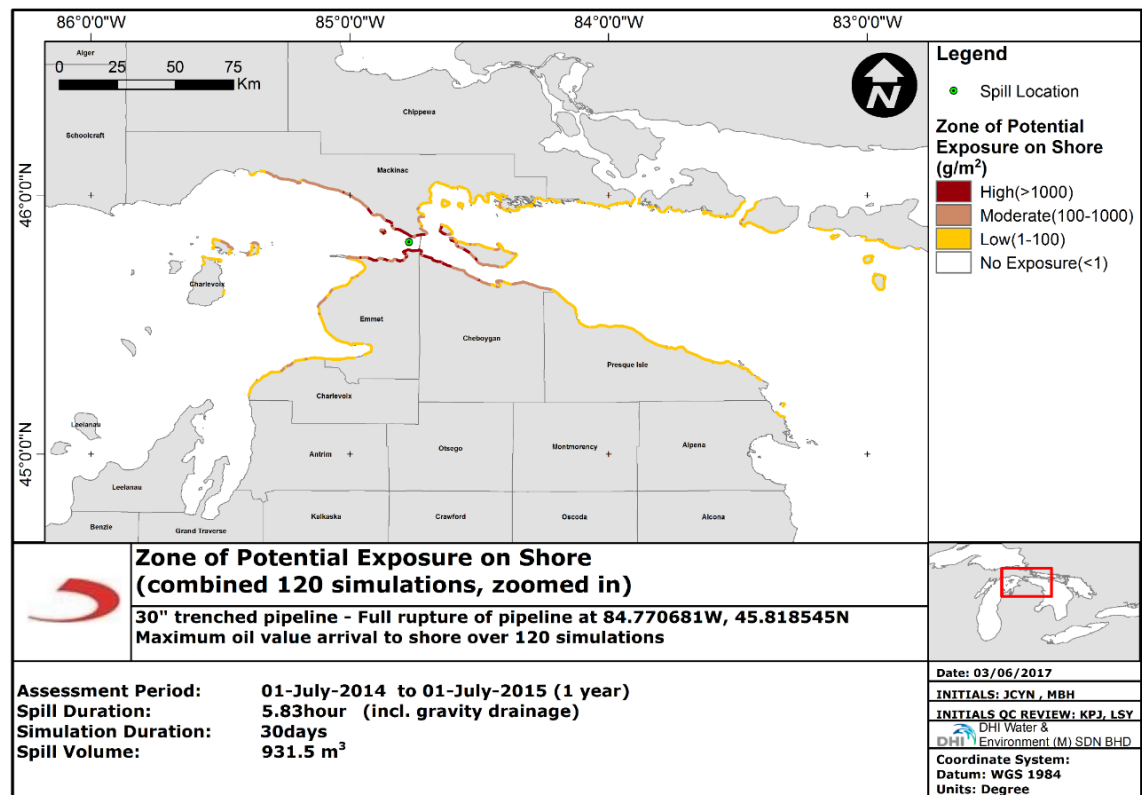 86°0'0"W 85°0'0"W 84°0'0"W 83°0'0"W
46°0'0"N
45°0'0"N
0 25 50 75
Km
N
Alger
Schoolcraft
Chippewa
Mackinac
Charlevoix
Emmet
Cheboygan
Presque Isle
Charlevoix
Leelanau
Antrim
Otsego
Montmorency
Alpena
Leelanau
Benzie
Grand Traverse
Kalkaska
Crawford
Oscoda
Alcona
Legend
Spill Location
Zone of Potential
Exposure on Shore
(g/m²)
High(>1000)
Moderate(100-1000)
Low(1-100)
No Exposure(<1)
Zone of Potential Exposure on Shore
(combined 120 simulations, zoomed in)
30" trenched pipeline - Full rupture of pipeline at 84.770681W, 45.818545N
Maximum oil value arrival to shore over 120 simulations
Assessment Period: 01-July-2014 to 01-July-2015 (1 year)
Spill Duration: 5.83hour (incl. gravity drainage)
Simulation Duration: 30days
Spill Volume: 931.5 m³
Date: 03/06/2017
INITIALS: JCYN , MBH
INITIALS QC REVIEW: KPJ, LSY
DHI
DHI Water &
Environment (M) SDN BHD
Coordinate System:
Datum: WGS 1984
Units: Degree